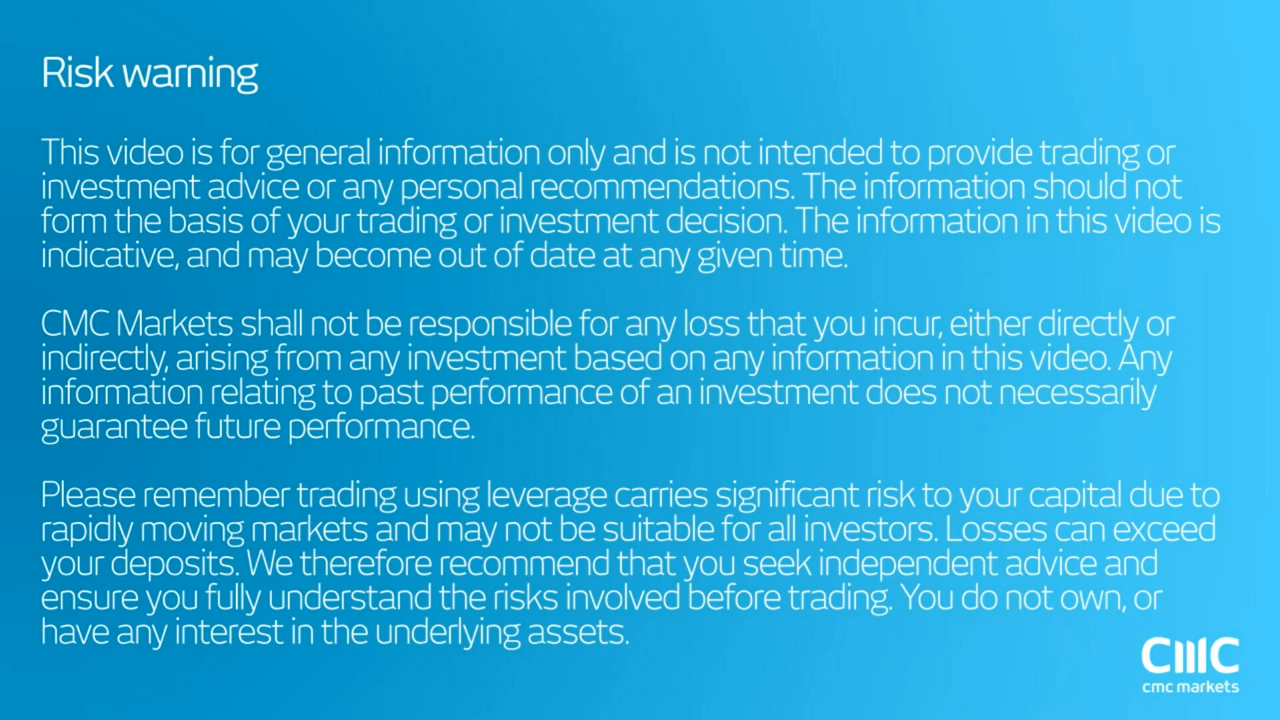 Risk warning
This video is for general information only and is not intended to provide trading or
investment advice or any personal recommendations. The information should not
form the basis of your trading or investment decision. The information in this video is
indicative, and may become out of date at any given time.
CMC Markets shall not be responsible for any loss that you incur, either directly or
indirectly, arising from any investment based on any information in this video. Any
information relating to past performance of an investment does not necessarily
guarantee future performance.
Please remember trading using leverage carries significant risk to your capital due to
rapidly moving markets and may not be suitable for all investors. Losses can exceed
your deposits. We therefore recommend that you seek independent advice and
ensure you fully understand the risks involved before trading. You do not own, or
have any interest in the underlying assets.
CMC
cmc markets